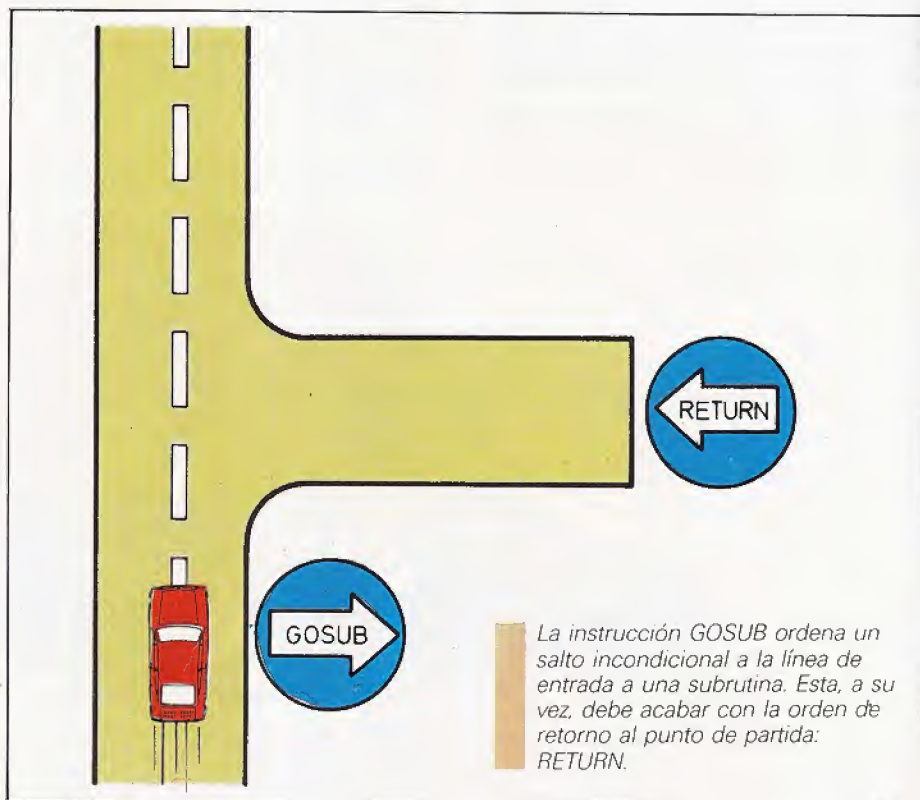 RETURN
GOSUB
La instrucción GOSUB ordena un
salto incondicional a la línea de
entrada a una subrutina. Esta, a su
vez, debe acabar con la orden de
retorno al punto de partida:
RETURN.